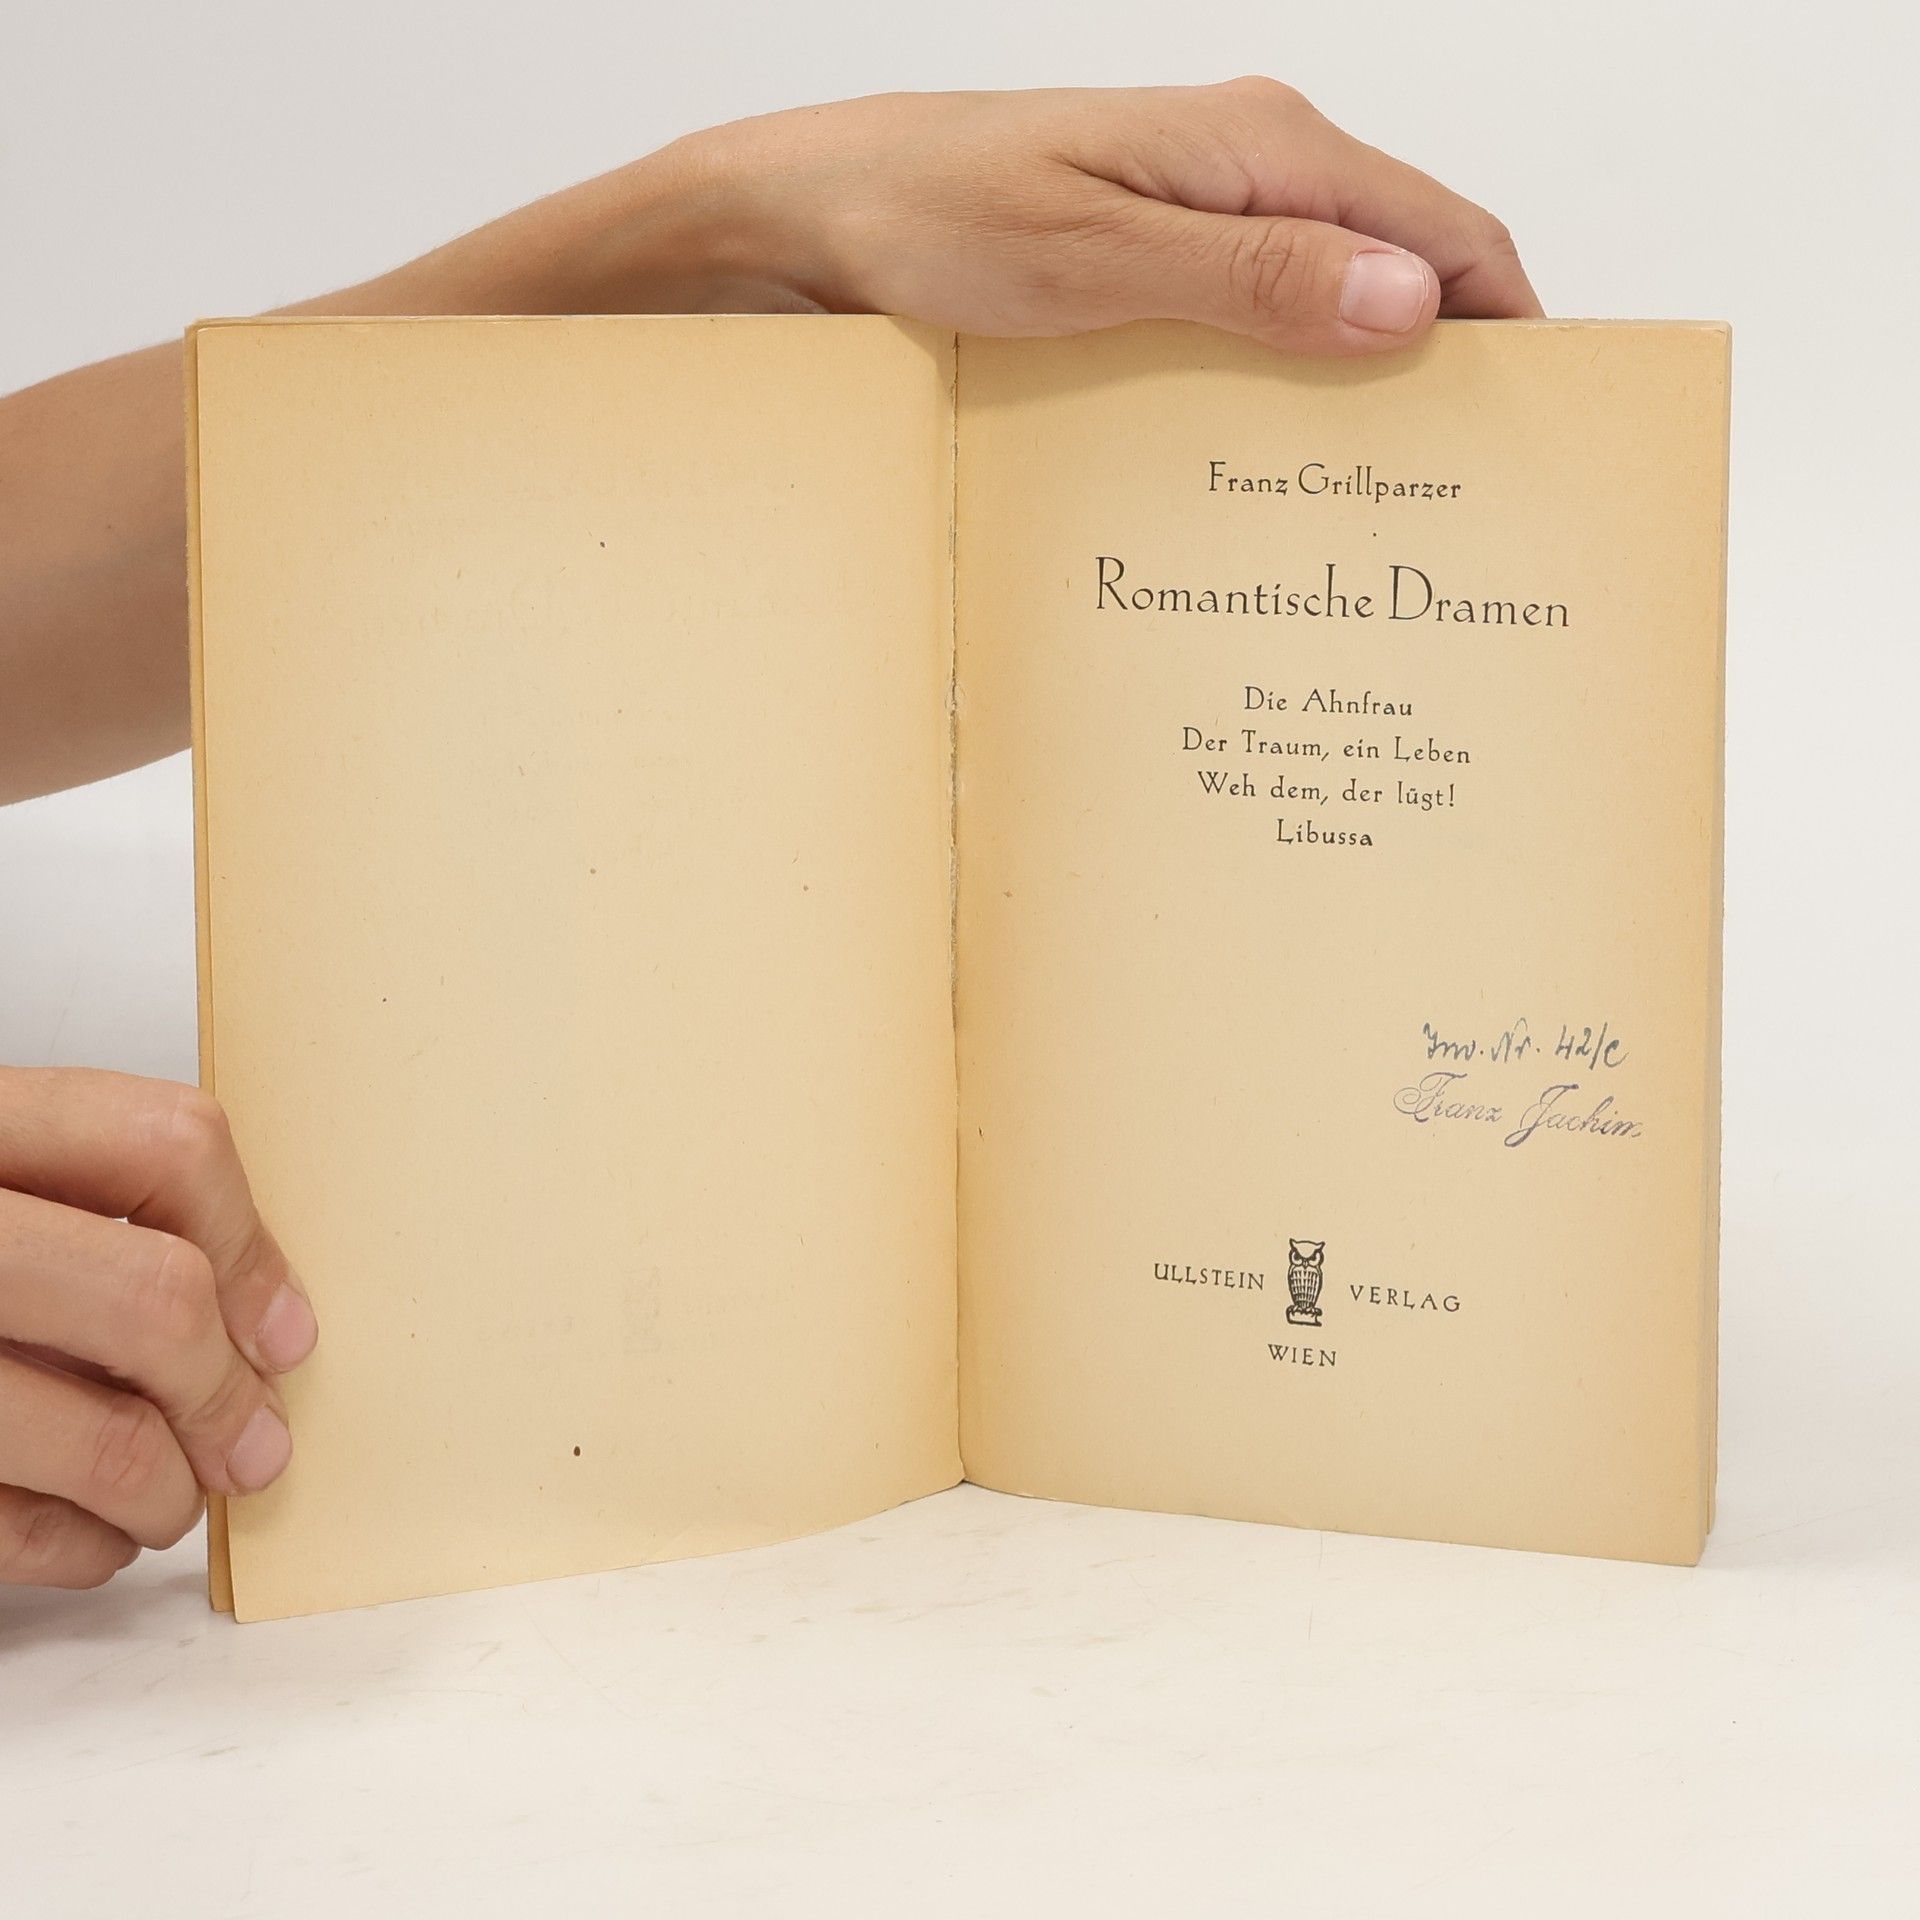 Franz Grillparzer
Romantische Dramen
Die Ahnfrau
Der Traum, ein Leben
Weh dem, der lügt!
Libussa
Inv. Nr. 42/c
Franz Jachim
ULLSTEIN VERLAG
WIEN